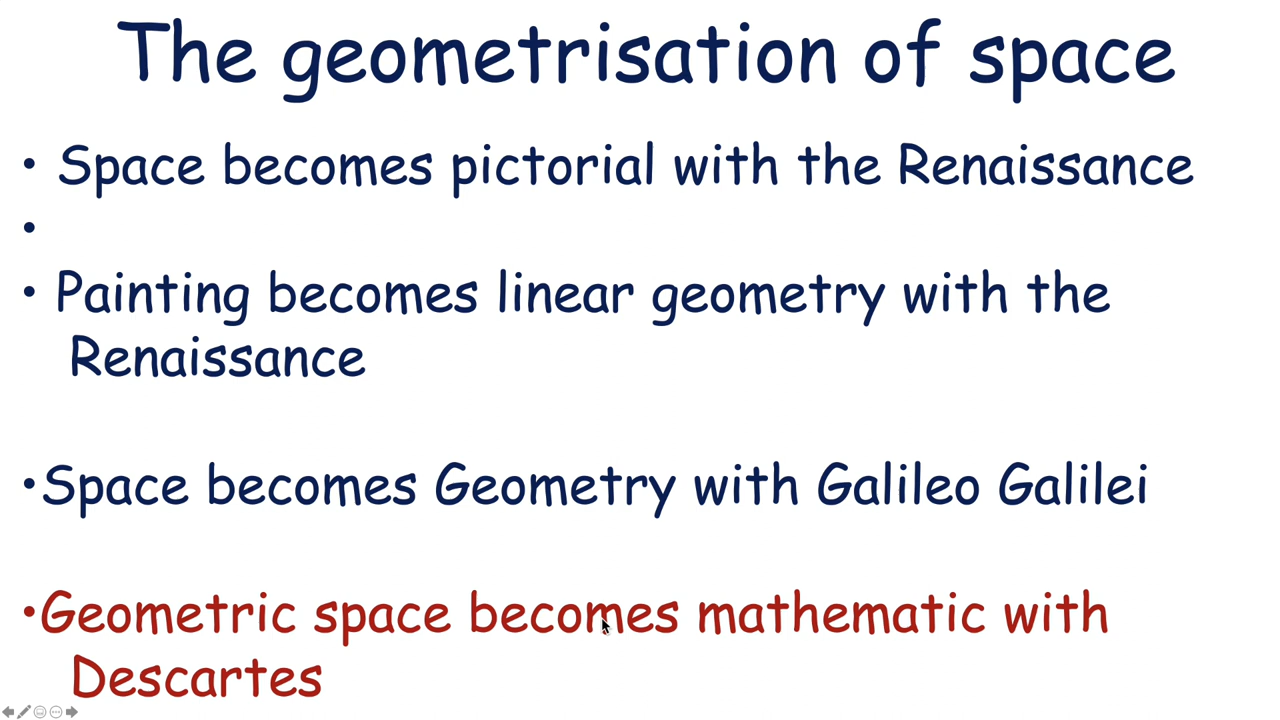 The geometrisation of space
• Space becomes pictorial with the Renaissance
•
• Painting becomes linear geometry with the
Renaissance
•Space becomes Geometry with Galileo Galilei
•Geometric space becomes mathematic with
Descartes